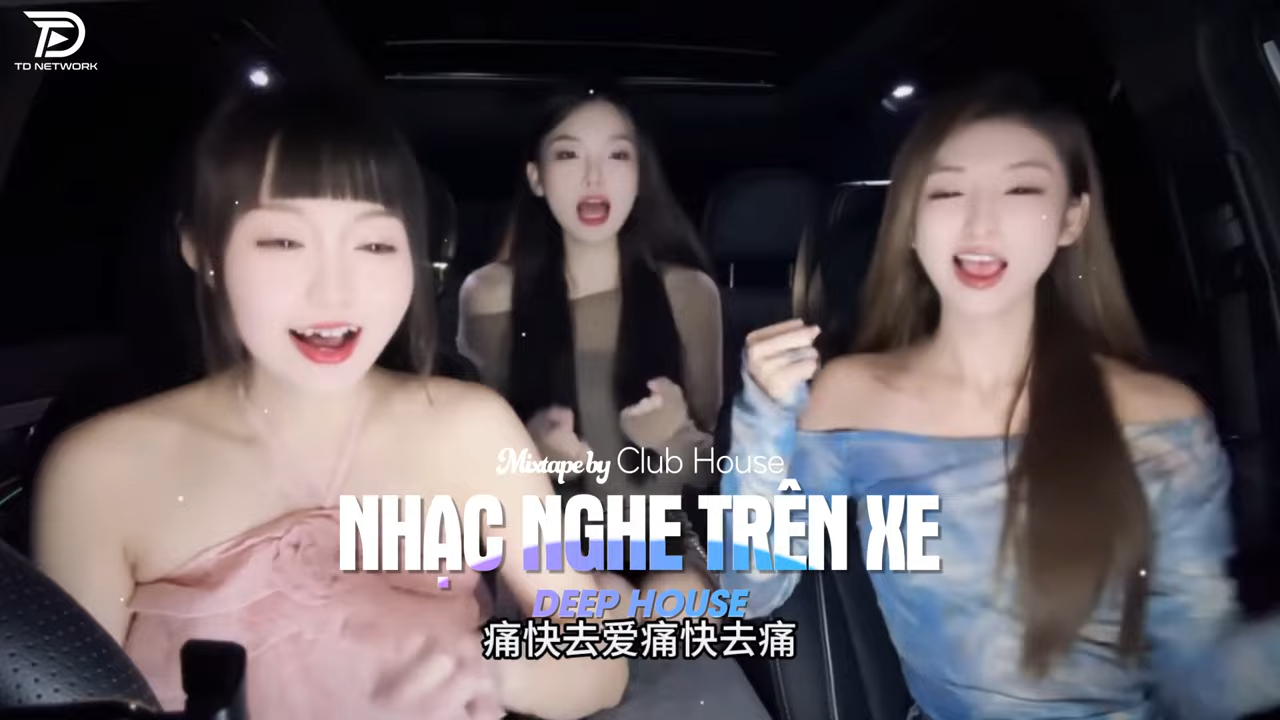 TD NETWORK
Mixtape by Club House
NHẠC NGHE TRÊN XE
DEEP HOUSE
痛快去爱痛快去痛